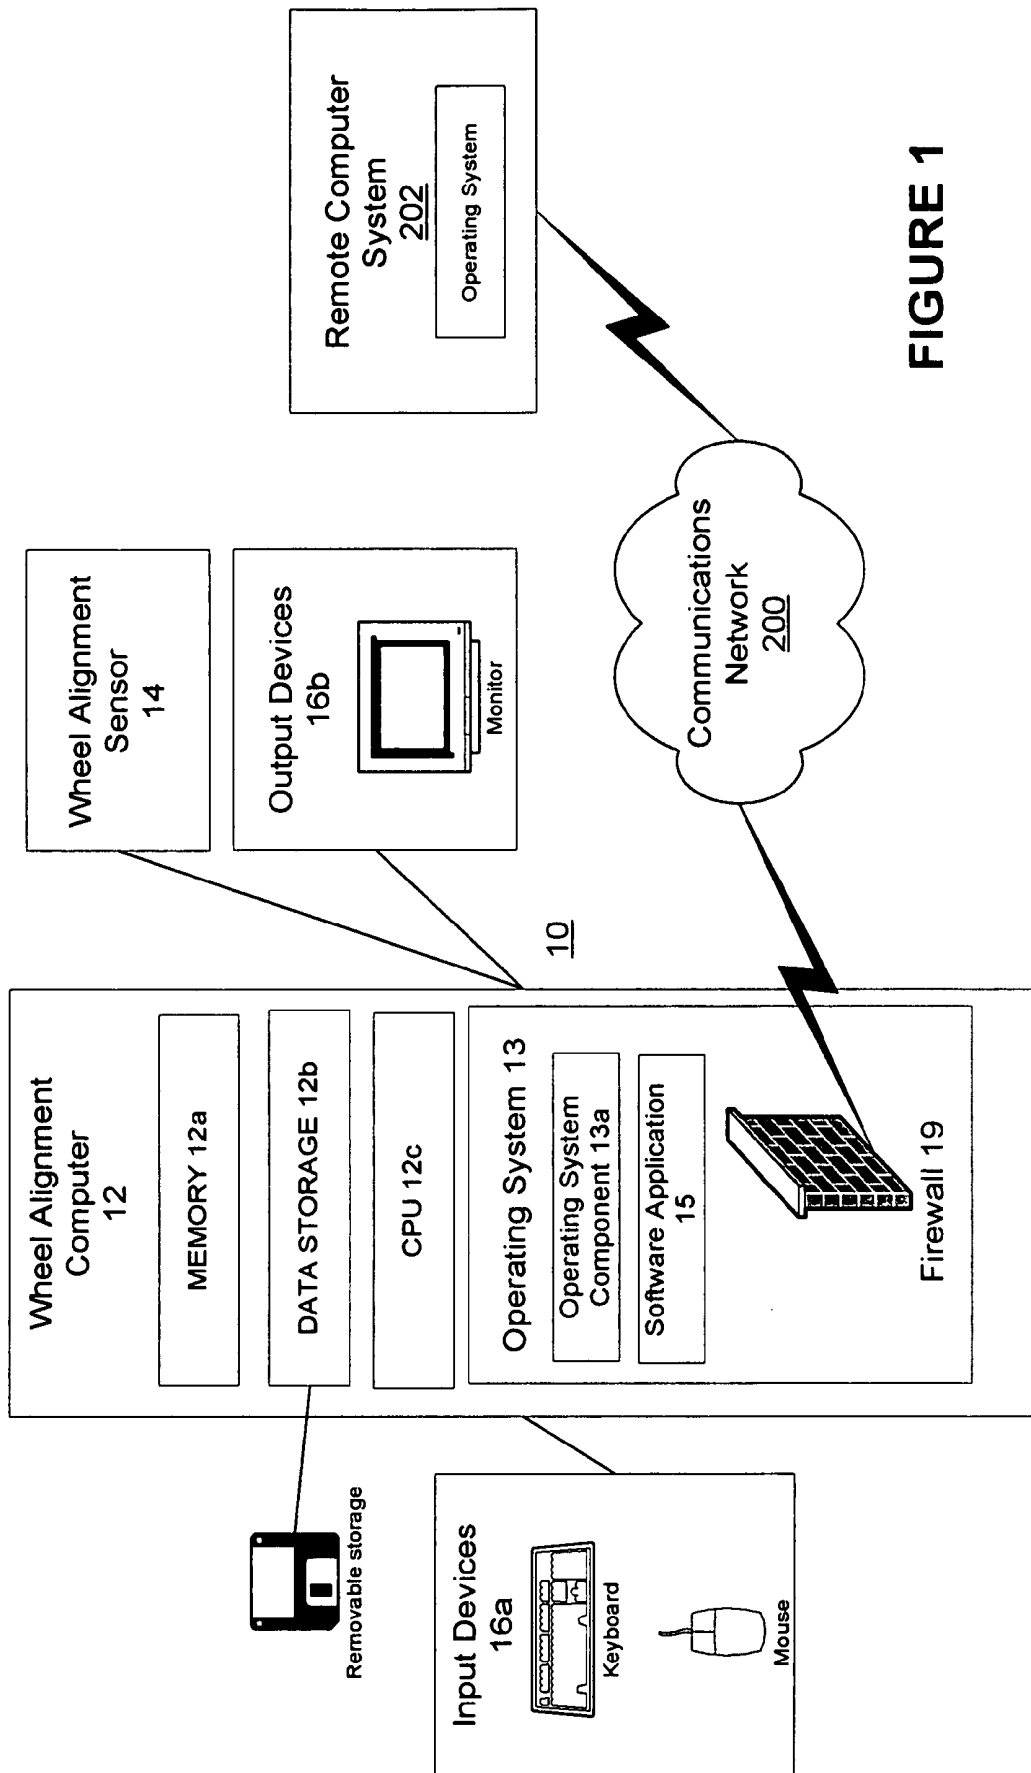 Wheel Alignment
Computer
12
MEMORY 12a
DATA STORAGE 12b
CPU 12c
Operating System 13
Operating System
Component 13a
Software Application
15
Firewall 19
Removable storage
Input Devices
16a
Keyboard
Mouse
10
Wheel Alignment
Sensor
14
Output Devices
16b
Monitor
Communications
Network
200
Remote Computer
System
202
Operating System
FIGURE 1